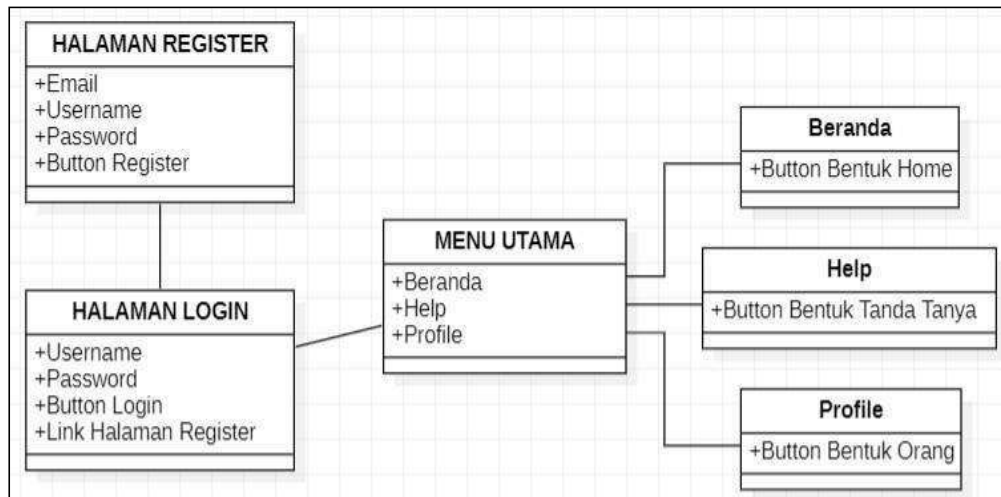 HALAMAN REGISTER
+Email
+Username
+Password
+Button Register
HALAMAN LOGIN
+Username
+Password
+Button Login
+Link Halaman Register
MENU UTAMA
+Beranda
+Help
+Profile
Beranda
+Button Bentuk Home
Help
+Button Bentuk Tanda Tanya
Profile
+Button Bentuk Orang